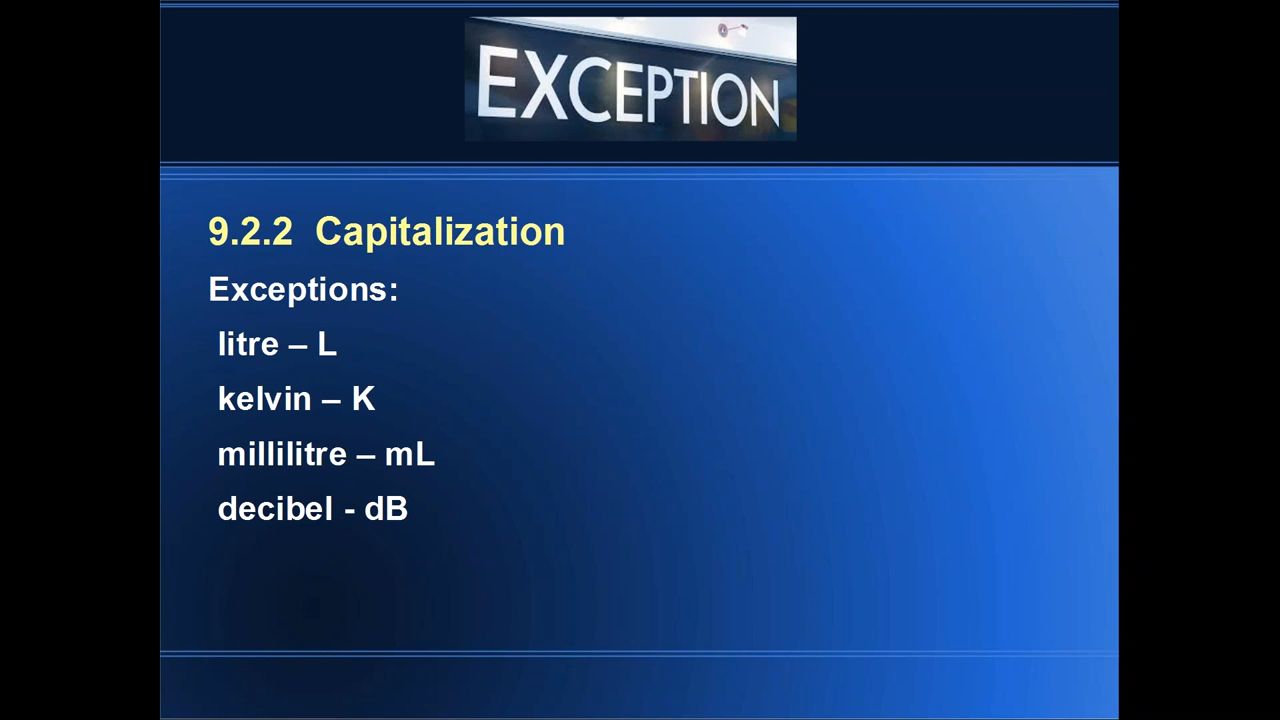 EXCEPTION
9.2.2 Capitalization
Exceptions:
litre – L
kelvin – K
millilitre – mL
decibel - dB